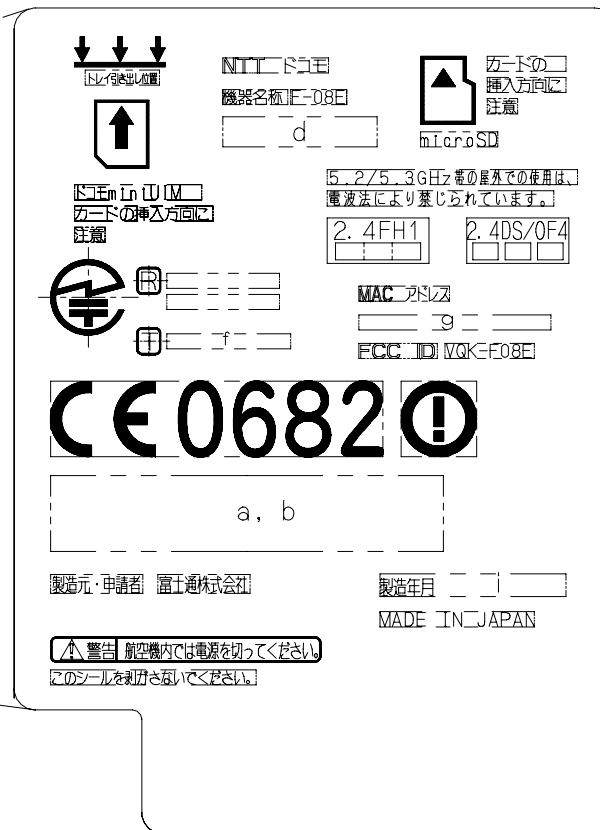 トレイ引き出し位置
NTT ドコモ
機器名称 F-08E
d
カードの
挿入方向に
注意
microSD
ドコモminiUIM
カードの挿入方向に
注意
5.2/5.3GHz帯の屋外での使用は、
電波法により禁じられています。
2.4FH1
2.4DS/OF4
R
T
f
MAC アドレス
g
FCC ID VQK-F08E
CE0682
a, b
製造元・申請者 富士通株式会社
製造年月
MADE IN JAPAN
警告 航空機内では電源を切ってください。
このシールを剥がさないでください。